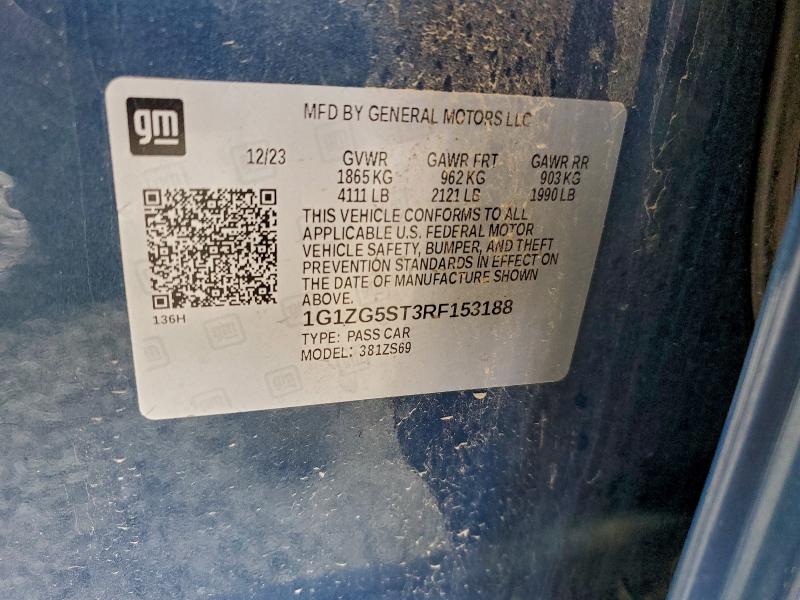 gm
MFD BY GENERAL MOTORS LLC
12/23 GVWR GAWR FRT GAWR RR
1865 KG 962 KG 903 KG
4111 LB 2121 LB 1990 LB
THIS VEHICLE CONFORMS TO ALL
APPLICABLE U.S. FEDERAL MOTOR
VEHICLE SAFETY, BUMPER, AND THEFT
PREVENTION STANDARDS IN EFFECT ON
THE DATE OF MANUFACTURE SHOWN
ABOVE.
136H
1G1ZG5ST3RF153188
TYPE: PASS CAR
MODEL: 381ZS69